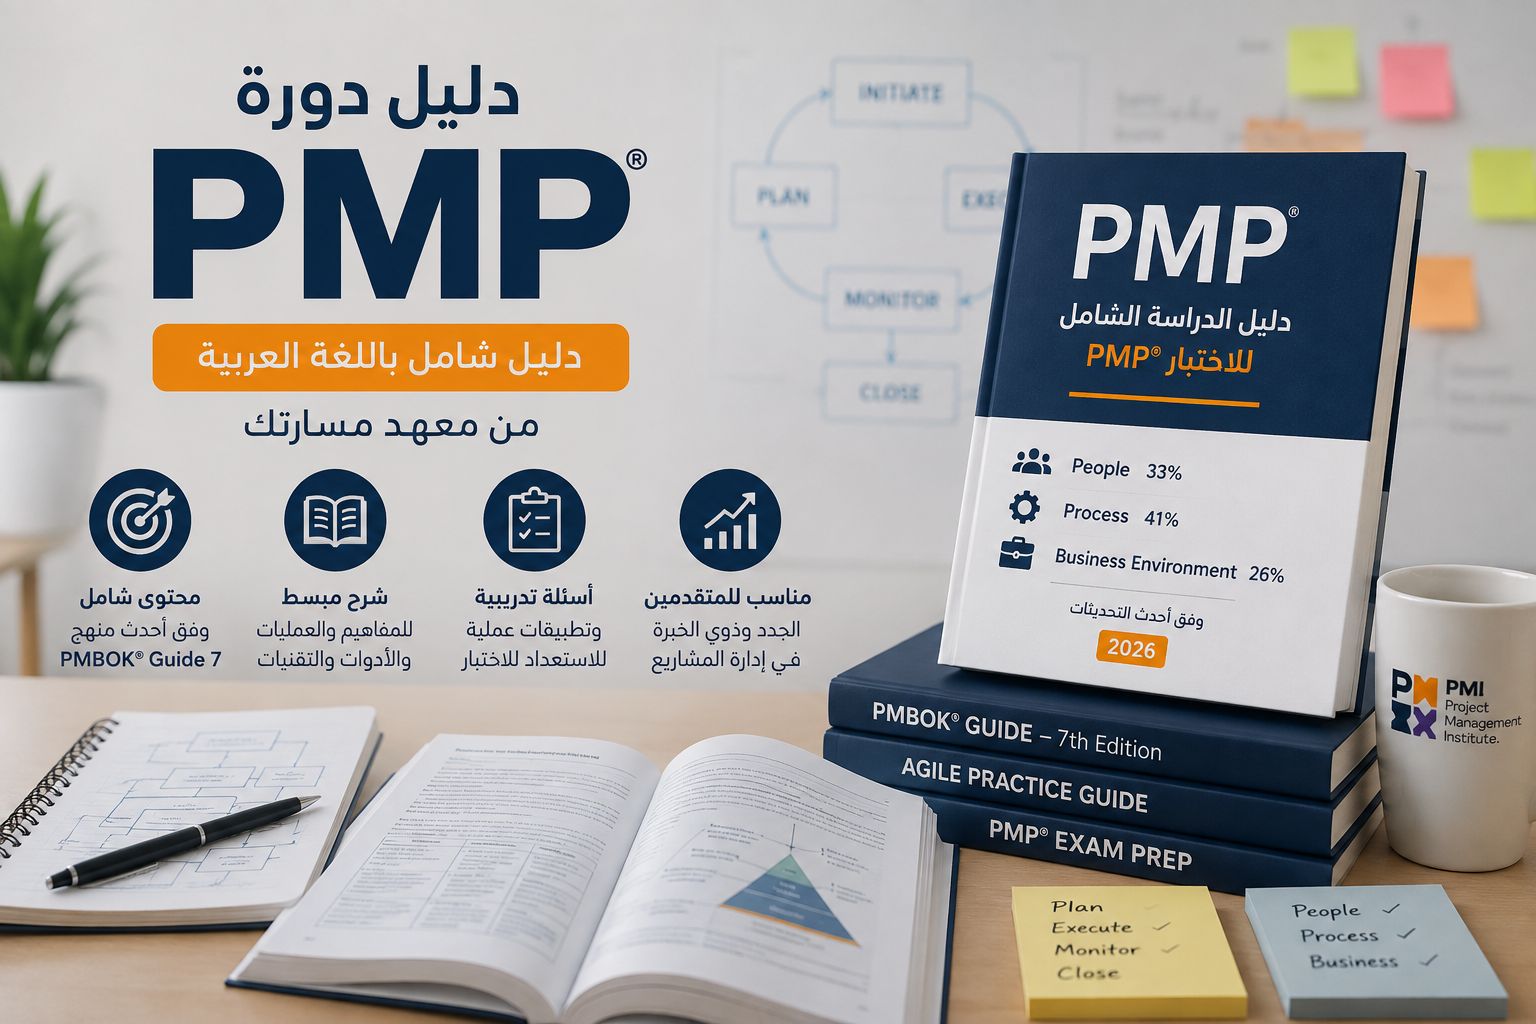 دليل دورة
PMP®
دليل شامل باللغة العربية
من معهد مسارتك
محتوى شامل
وفق أحدث منهج
PMBOK® Guide 7
شرح مبسط
للمفاهيم والعمليات
والأدوات والتقنيات
أسئلة تدريبية
وتطبيقات عملية
للاستعداد للاختبار
مناسب للمتقدمين
الجدد وذوي الخبرة
في إدارة المشاريع
INITIATE
PLAN
MONITOR
CLOSE
PMP®
دليل الدراسة الشامل
للاختبار PMP®
People 33%
Process 41%
Business Environment 26%
وفق أحدث التحديثات
2026
PMBOK® GUIDE – 7th Edition
AGILE PRACTICE GUIDE
PMP® EXAM PREP
PMI
Project
Management
Institute.
Plan
Execute
Monitor
Close
People
Process
Business